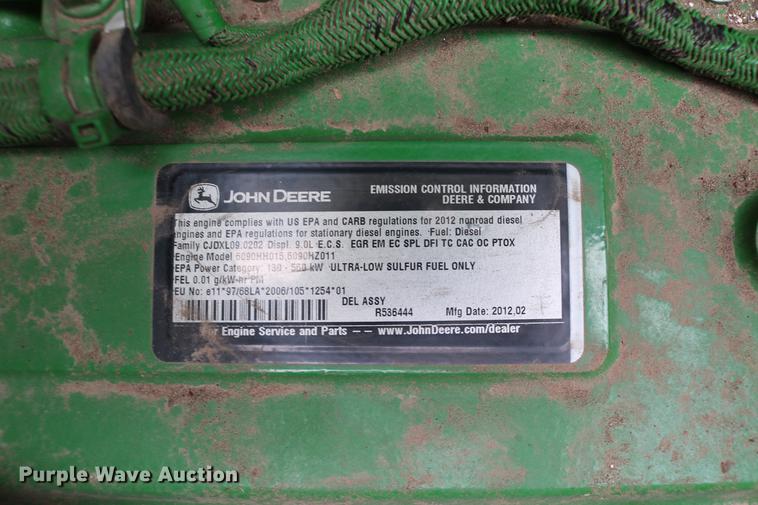 JOHN DEERE
EMISSION CONTROL INFORMATION
DEERE & COMPANY
This engine complies with US EPA and CARB regulations for 2012 nonroad diesel
engines and EPA regulations for stationary diesel engines. Fuel: Diesel
Family CJDXL09.0202 Displ. 9.0L E.C.S. EGR EM EC SPL DFI TC CAC OC PTOX
Engine Model 6090HH015,6090HZ011
EPA Power Category: 130 - 560 kW ULTRA-LOW SULFUR FUEL ONLY
FEL 0.01 g/kW-hr PM
EU No: e11*97/68LA*2006/105*1254*01
DEL ASSY
R536444 Mfg Date: 2012.02
Engine Service and Parts -- www.JohnDeere.com/dealer
Purple Wave Auction